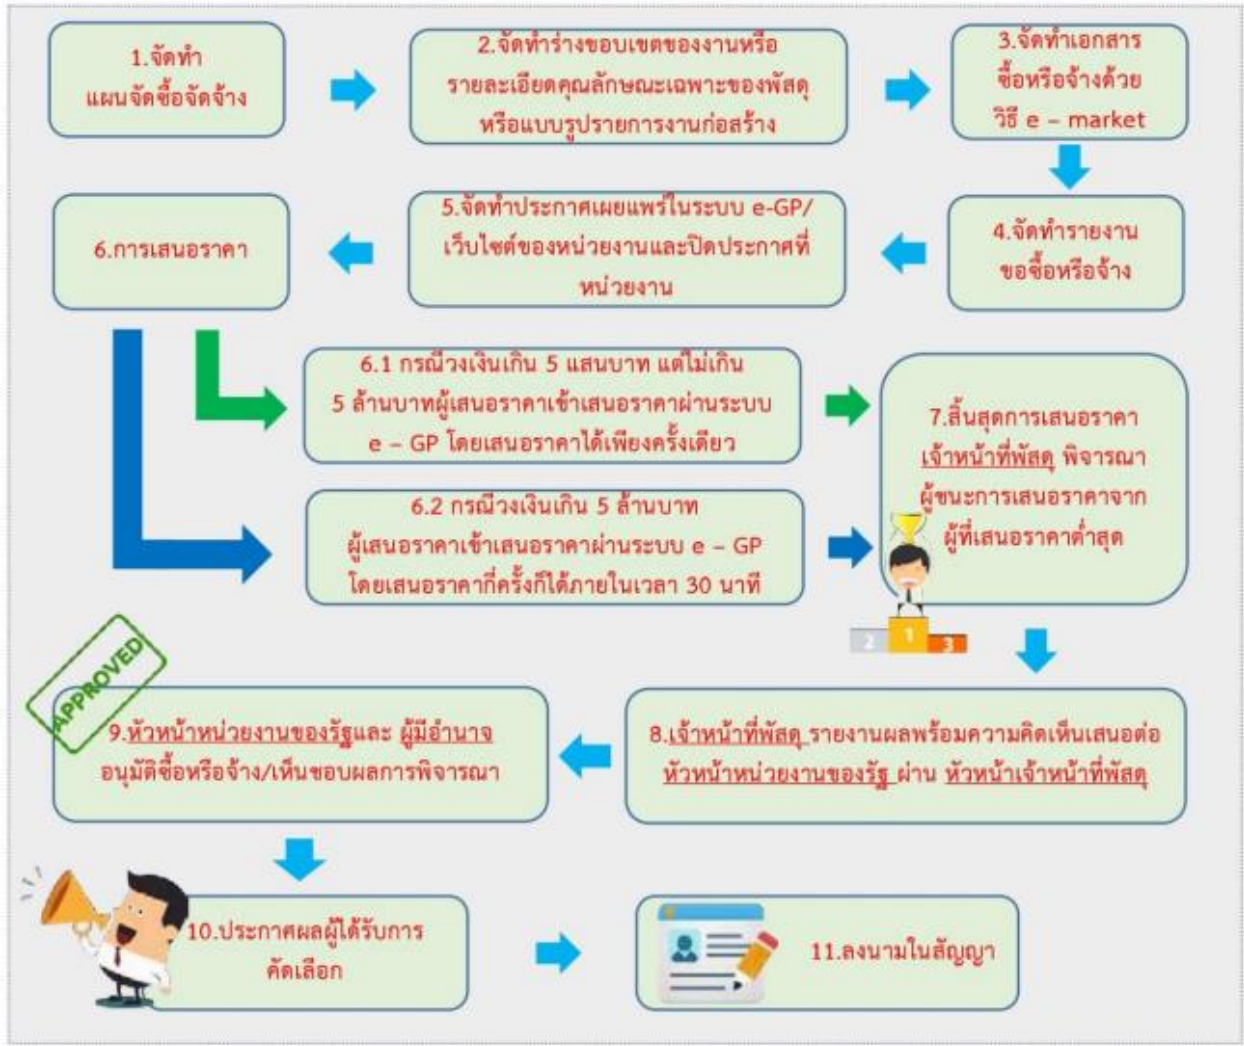 1.จัดทำ
แผนจัดซื้อจัดจ้าง
2.จัดทำร่างขอบเขตของงานหรือ
รายละเอียดคุณลักษณะเฉพาะของพัสดุ
หรือแบบรูปรายการงานก่อสร้าง
3.จัดทำเอกสาร
ซื้อหรือจ้างด้วย
วิธี e – market
4.จัดทำรายงาน
ขอซื้อหรือจ้าง
5.จัดทำประกาศเผยแพร่ในระบบ e-GP/
เว็บไซต์ของหน่วยงานและปิดประกาศที่
หน่วยงาน
6.การเสนอราคา
6.1 กรณีวงเงินเกิน 5 แสนบาท แต่ไม่เกิน
5 ล้านบาทผู้เสนอราคาเข้าเสนอราคาผ่านระบบ
e – GP โดยเสนอราคาได้เพียงครั้งเดียว
6.2 กรณีวงเงินเกิน 5 ล้านบาท
ผู้เสนอราคาเข้าเสนอราคาผ่านระบบ e – GP
โดยเสนอราคากี่ครั้งก็ได้ภายในเวลา 30 นาที
7.สิ้นสุดการเสนอราคา
เจ้าหน้าที่พัสดุ พิจารณา
ผู้ชนะการเสนอราคาจาก
ผู้ที่เสนอราคาต่ำสุด
2 1 3
8.เจ้าหน้าที่พัสดุ รายงานผลพร้อมความคิดเห็นเสนอต่อ
หัวหน้าหน่วยงานของรัฐ ผ่าน หัวหน้าเจ้าหน้าที่พัสดุ
APPROVED
9.หัวหน้าหน่วยงานของรัฐและ ผู้มีอำนาจ
อนุมัติซื้อหรือจ้าง/เห็นชอบผลการพิจารณา
10.ประกาศผลผู้ได้รับการ
คัดเลือก
11.ลงนามในสัญญา